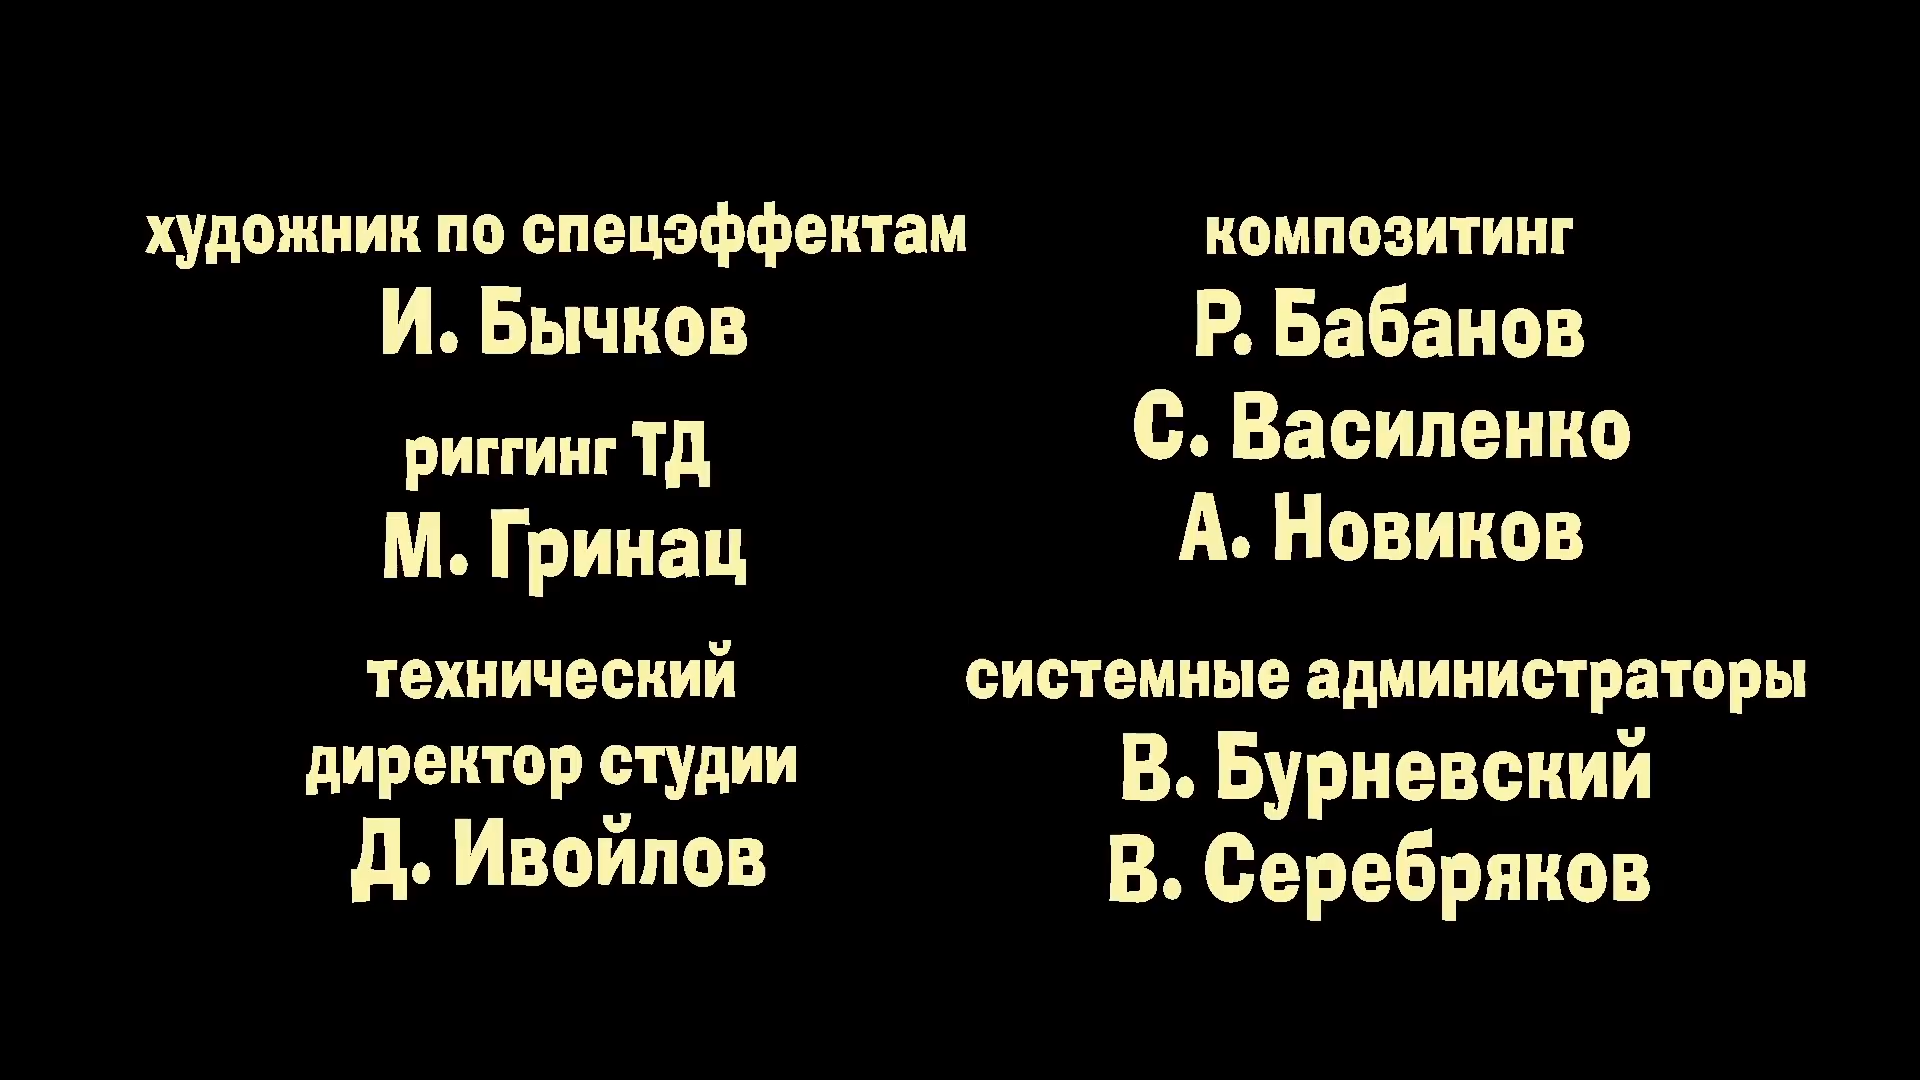 художник по спецэффектам
И. Бычков
риггинг ТД
М. Гринац
технический
директор студии
Д. Ивойлов
композитинг
Р. Бабанов
С. Василенко
А. Новиков
системные администраторы
В. Бурневский
В. Серебряков